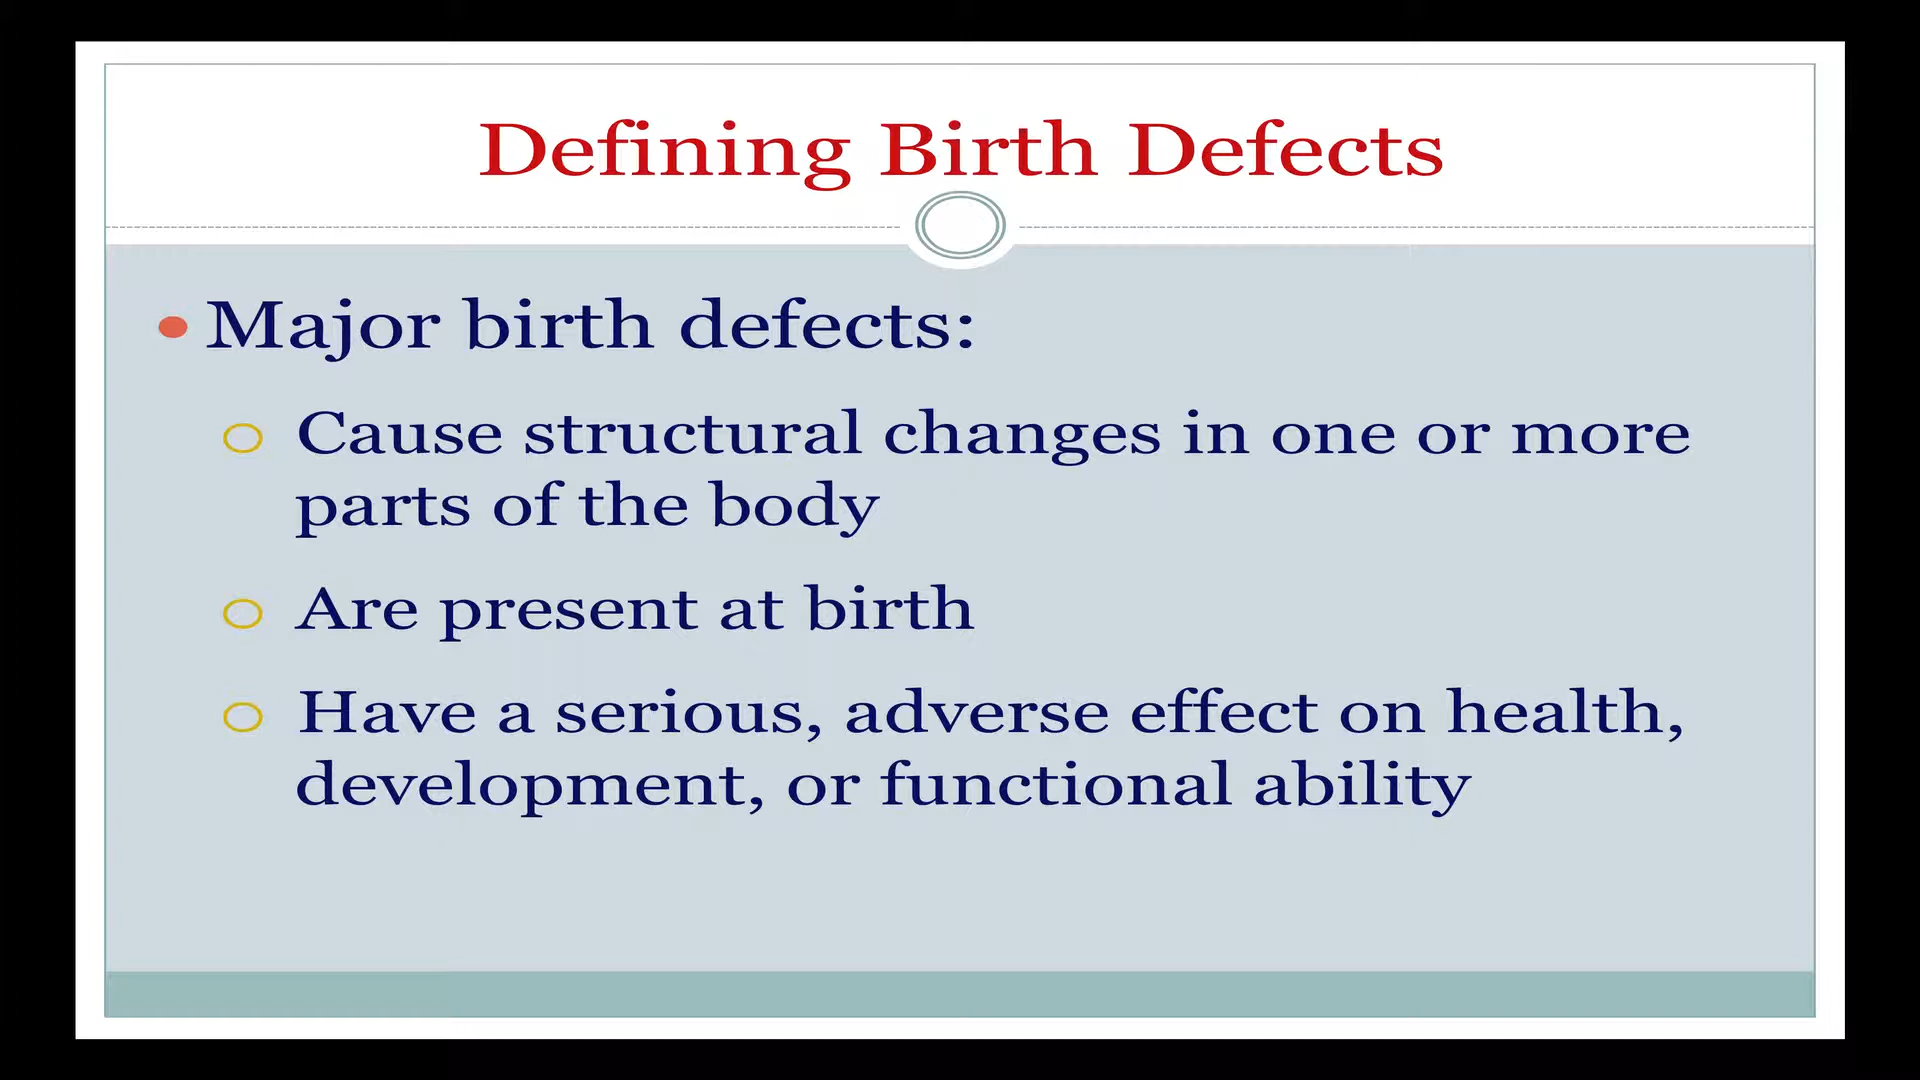 Defining Birth Defects
Major birth defects:
Cause structural changes in one or more
parts of the body
Are present at birth
Have a serious, adverse effect on health,
development, or functional ability